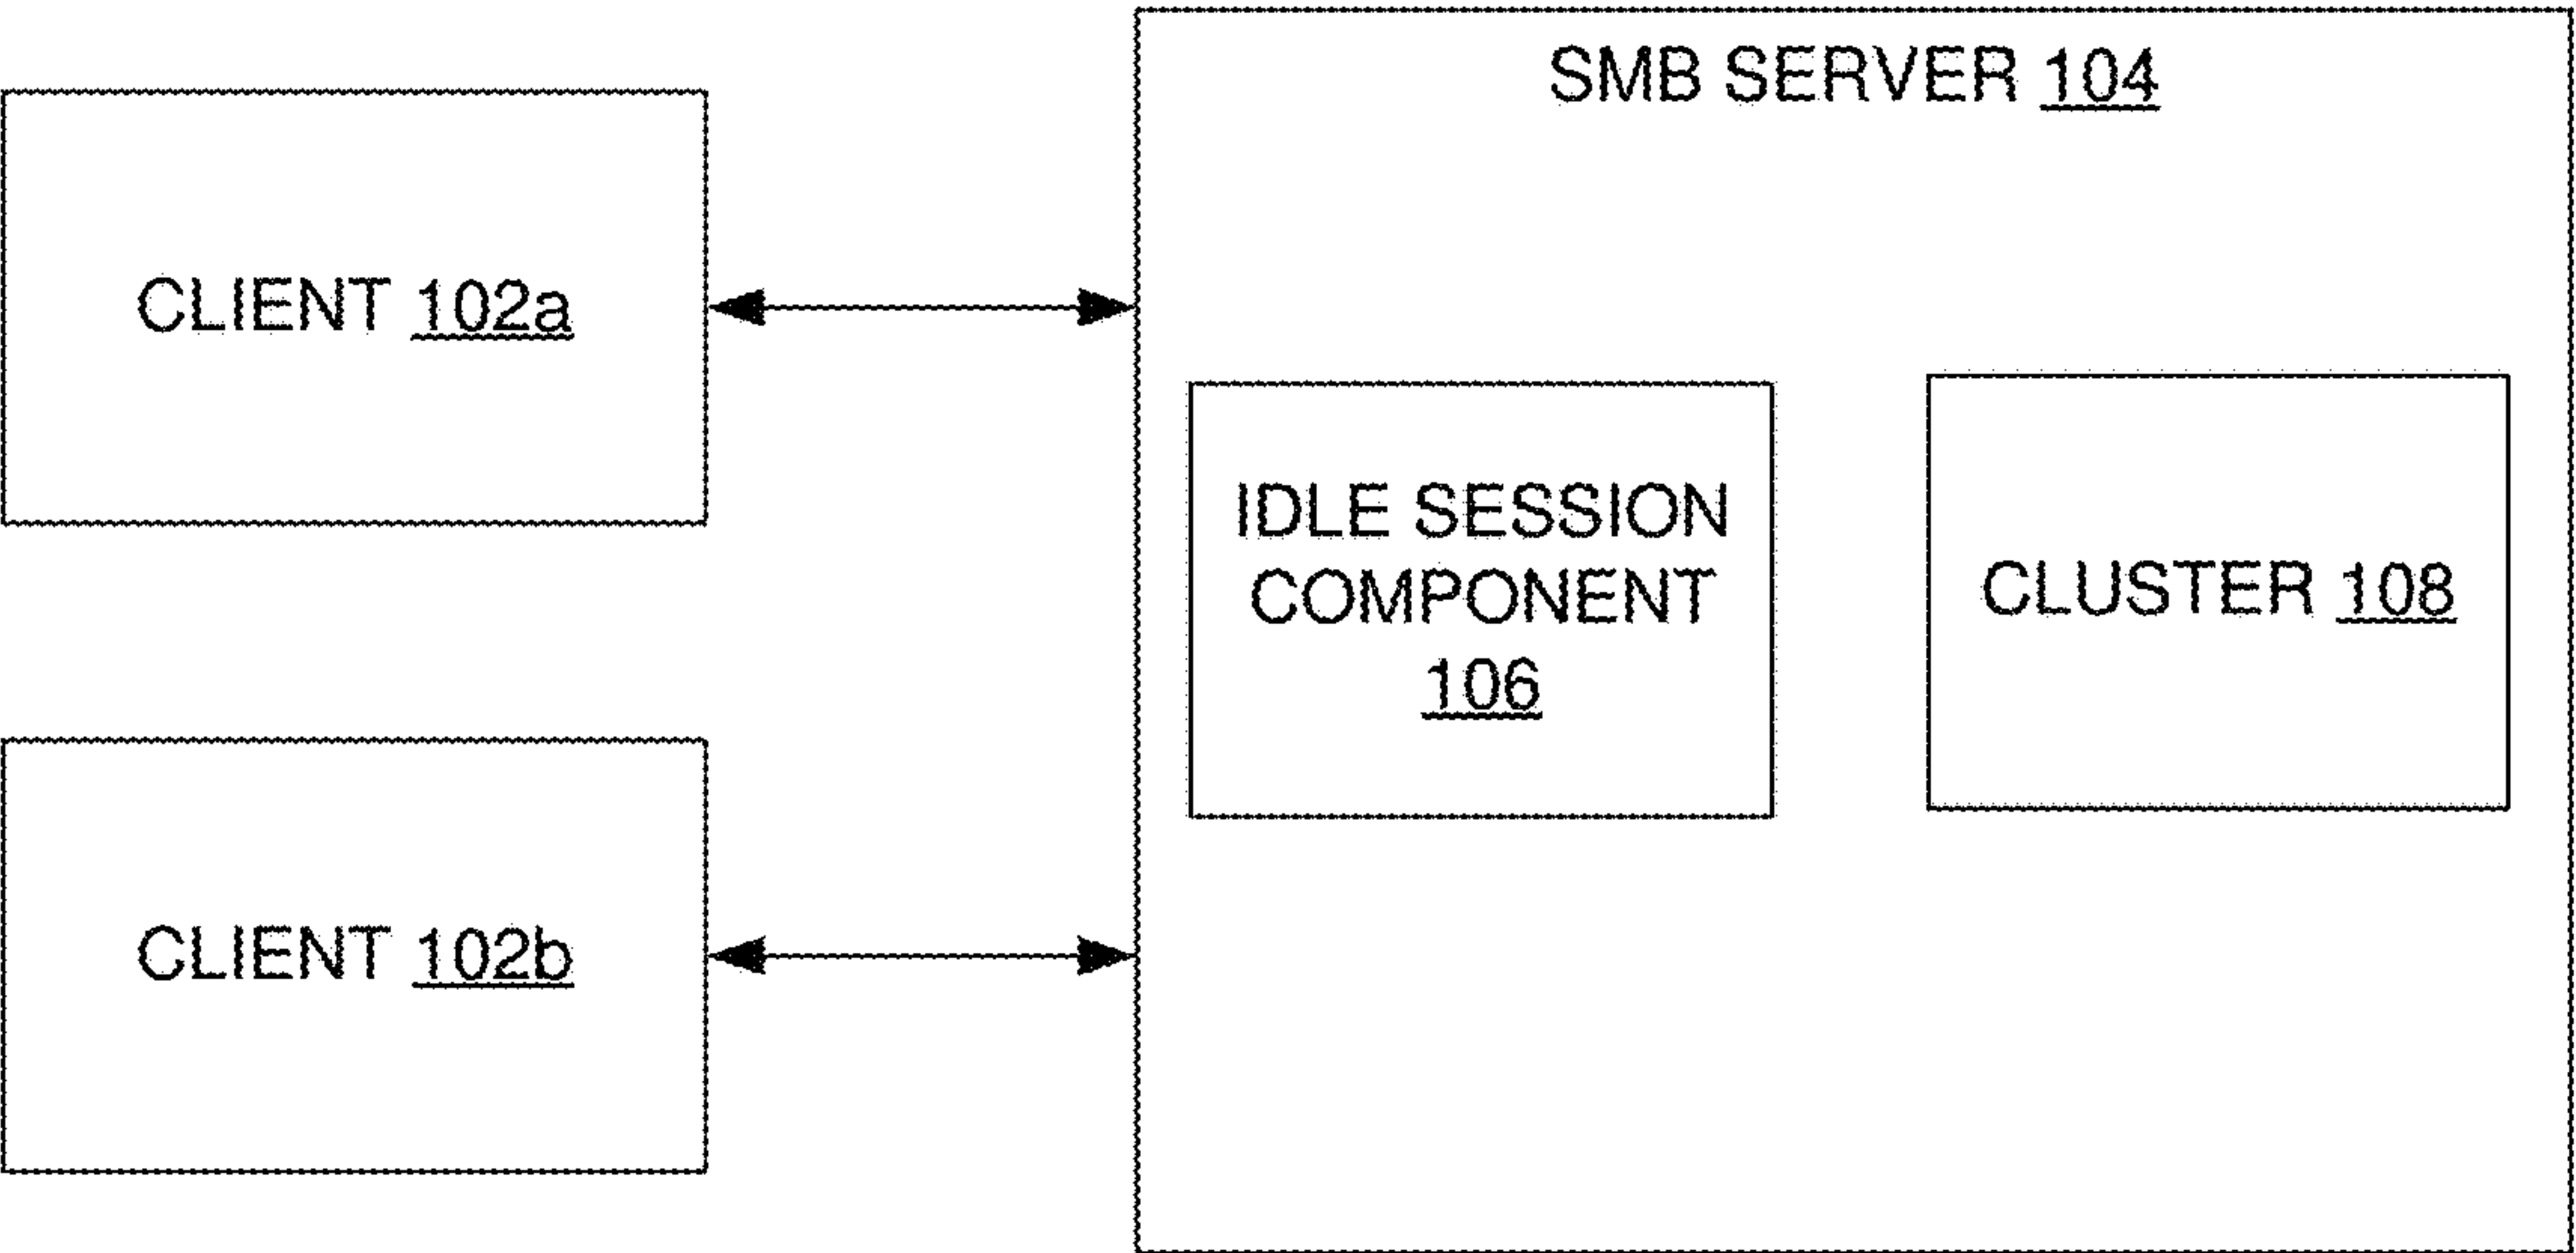 SMB SERVER 104
CLIENT 102a
IDLE SESSION
COMPONENT
106
CLUSTER 108
CLIENT 102b